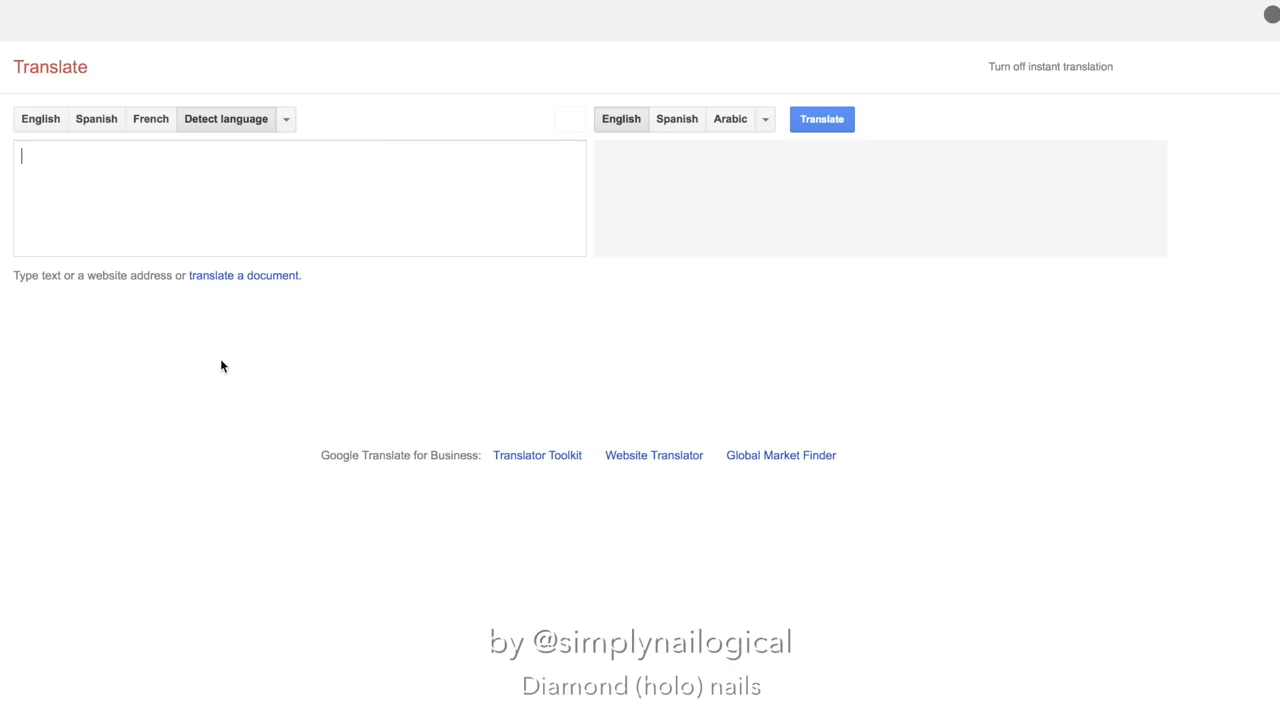 Translate
Turn off instant translation
English Spanish French Detect language English Spanish Arabic Translate
Type text or a website address or translate a document.
Google Translate for Business: Translator Toolkit Website Translator Global Market Finder
by @simplynailogical
Diamond (holo) nails